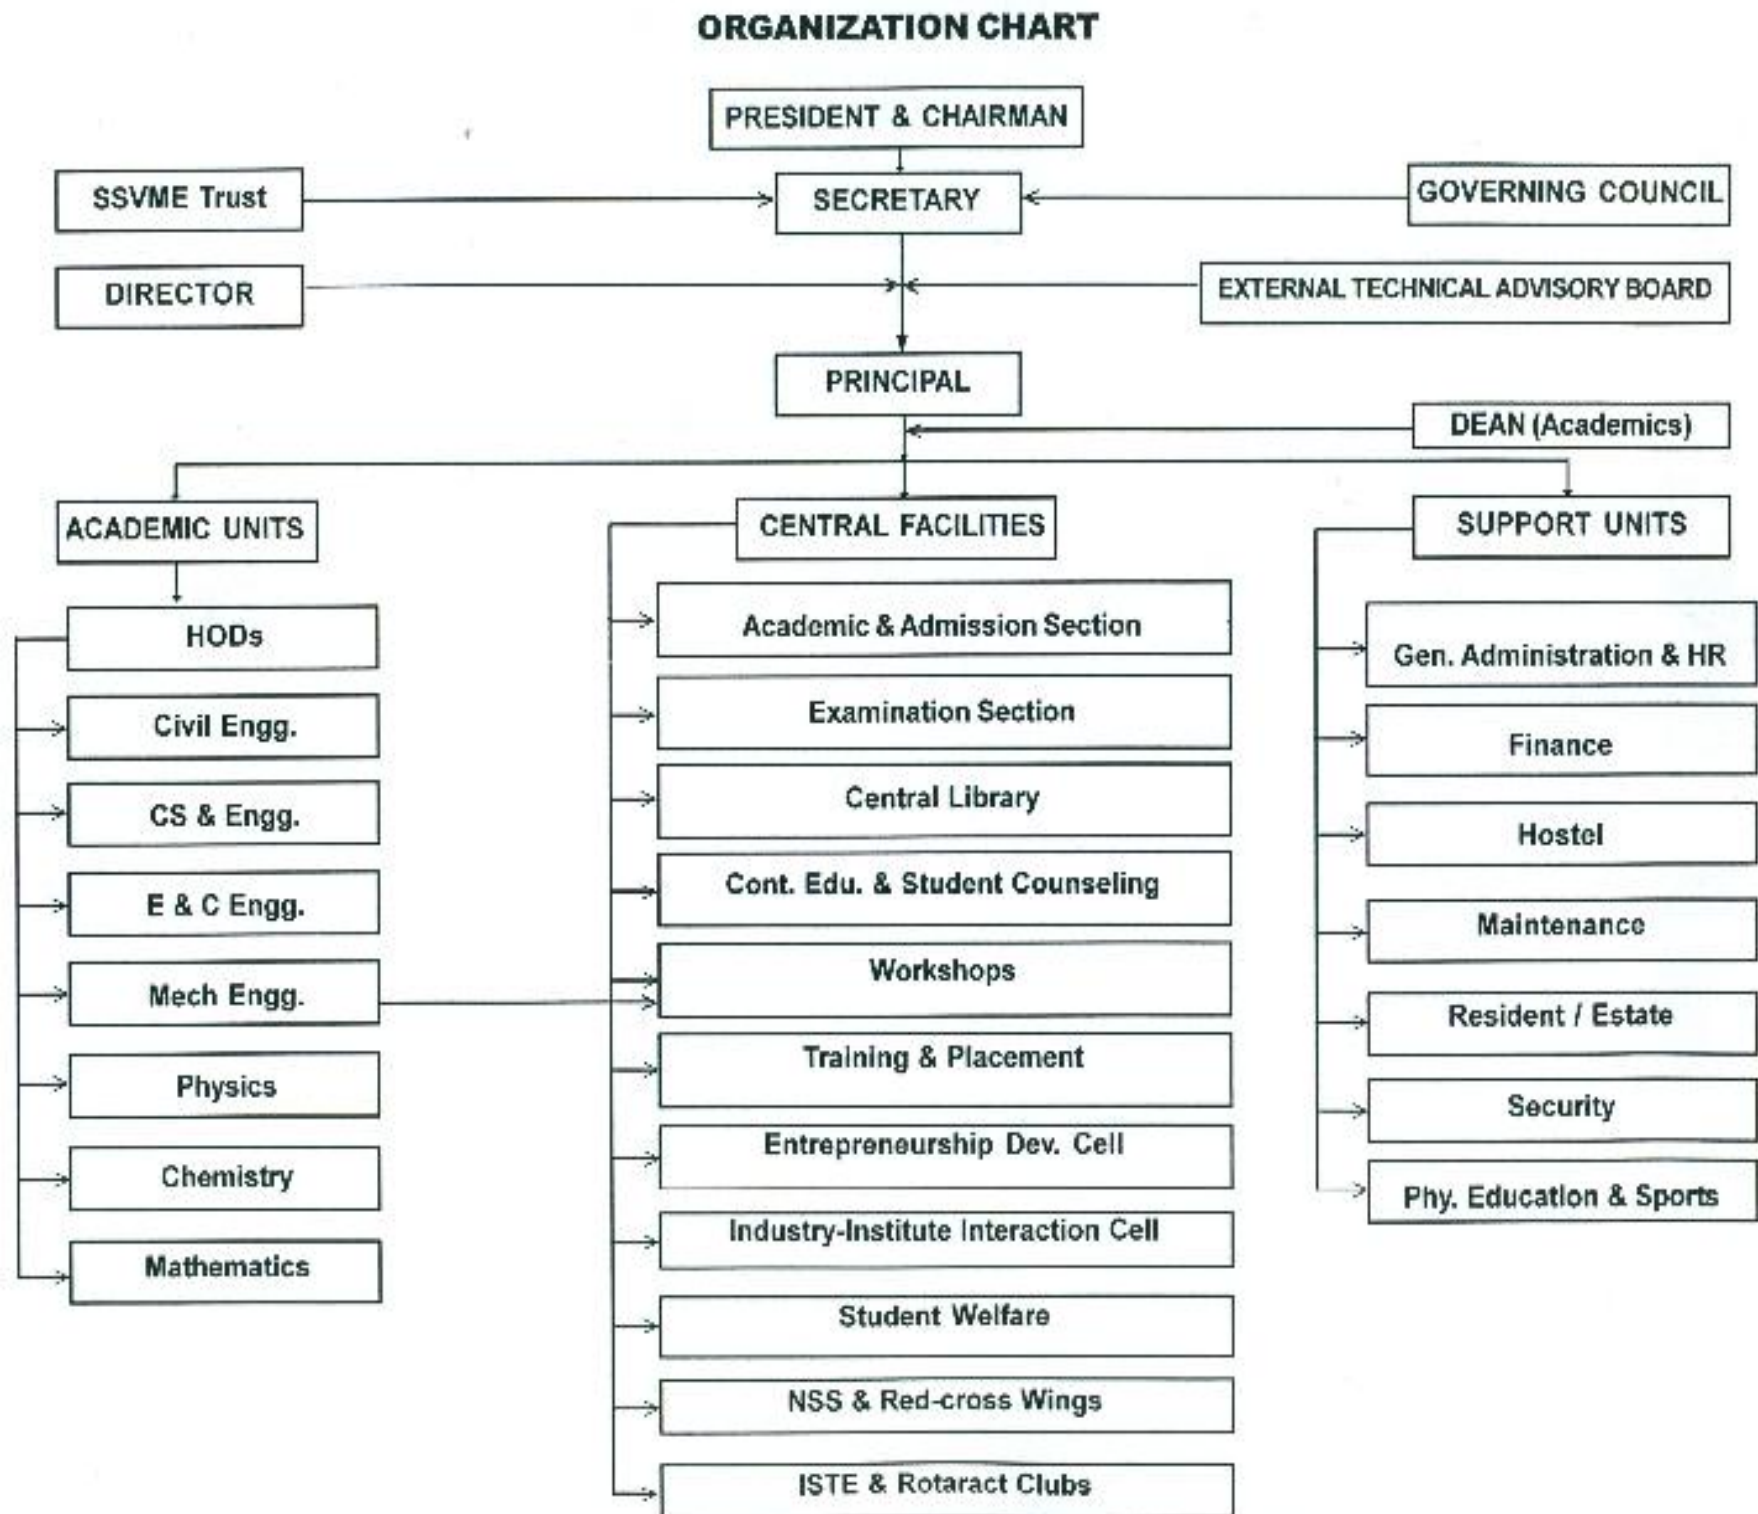 ORGANIZATION CHART
PRESIDENT & CHAIRMAN
SSVME Trust
SECRETARY
GOVERNING COUNCIL
DIRECTOR
EXTERNAL TECHNICAL ADVISORY BOARD
PRINCIPAL
DEAN (Academics)
ACADEMIC UNITS
HODs
Civil Engg.
CS & Engg.
E & C Engg.
Mech Engg.
Physics
Chemistry
Mathematics
CENTRAL FACILITIES
Academic & Admission Section
Examination Section
Central Library
Cont. Edu. & Student Counseling
Workshops
Training & Placement
Entrepreneurship Dev. Cell
Industry-Institute Interaction Cell
Student Welfare
NSS & Red-cross Wings
ISTE & Rotaract Clubs
SUPPORT UNITS
Gen. Administration & HR
Finance
Hostel
Maintenance
Resident / Estate
Security
Phy. Education & Sports